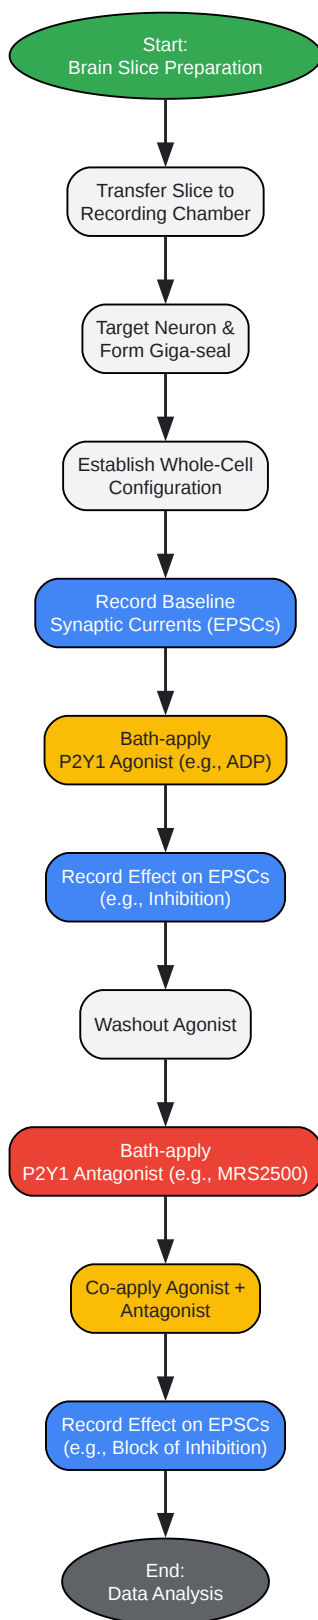 Start:
Brain Slice Preparation
Transfer Slice to
Recording Chamber
Target Neuron &
Form Giga-seal
Establish Whole-Cell
Configuration
Record Baseline
Synaptic Currents (EPSCs)
Bath-apply
P2Y1 Agonist (e.g., ADP)
Record Effect on EPSCs
(e.g., Inhibition)
Washout Agonist
Bath-apply
P2Y1 Antagonist (e.g., MRS2500)
Co-apply Agonist +
Antagonist
Record Effect on EPSCs
(e.g., Block of Inhibition)
End:
Data Analysis